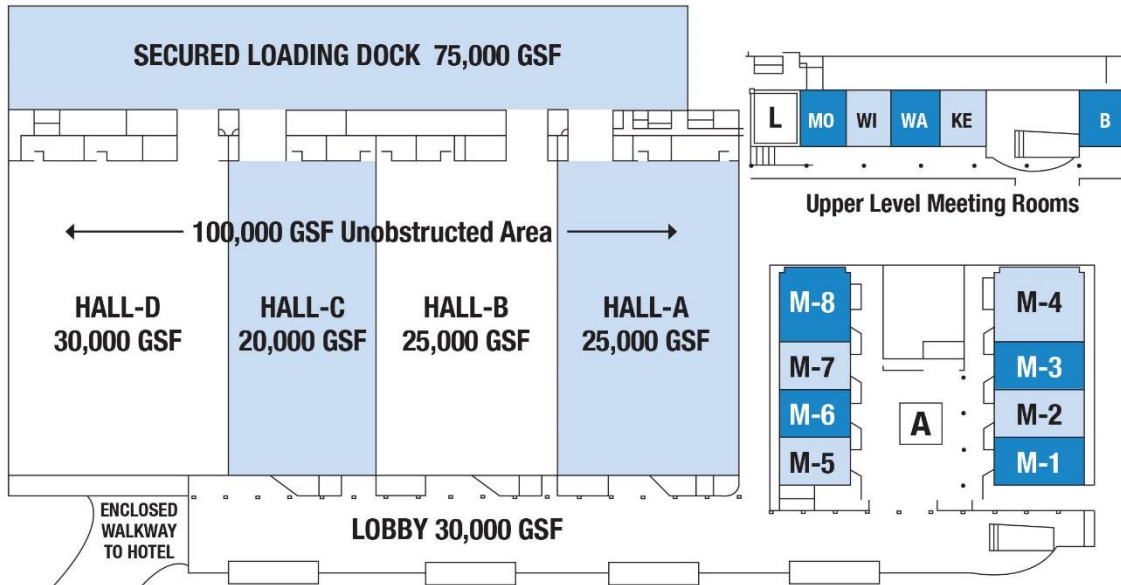 SECURED LOADING DOCK 75,000 GSF
100,000 GSF Unobstructed Area
HALL-D
30,000 GSF
HALL-C
20,000 GSF
HALL-B
25,000 GSF
HALL-A
25,000 GSF
ENCLOSED
WALKWAY
TO HOTEL
LOBBY 30,000 GSF
L
MO
WI
WA
KE
B
Upper Level Meeting Rooms
M-8
M-7
M-6
M-5
A
M-4
M-3
M-2
M-1